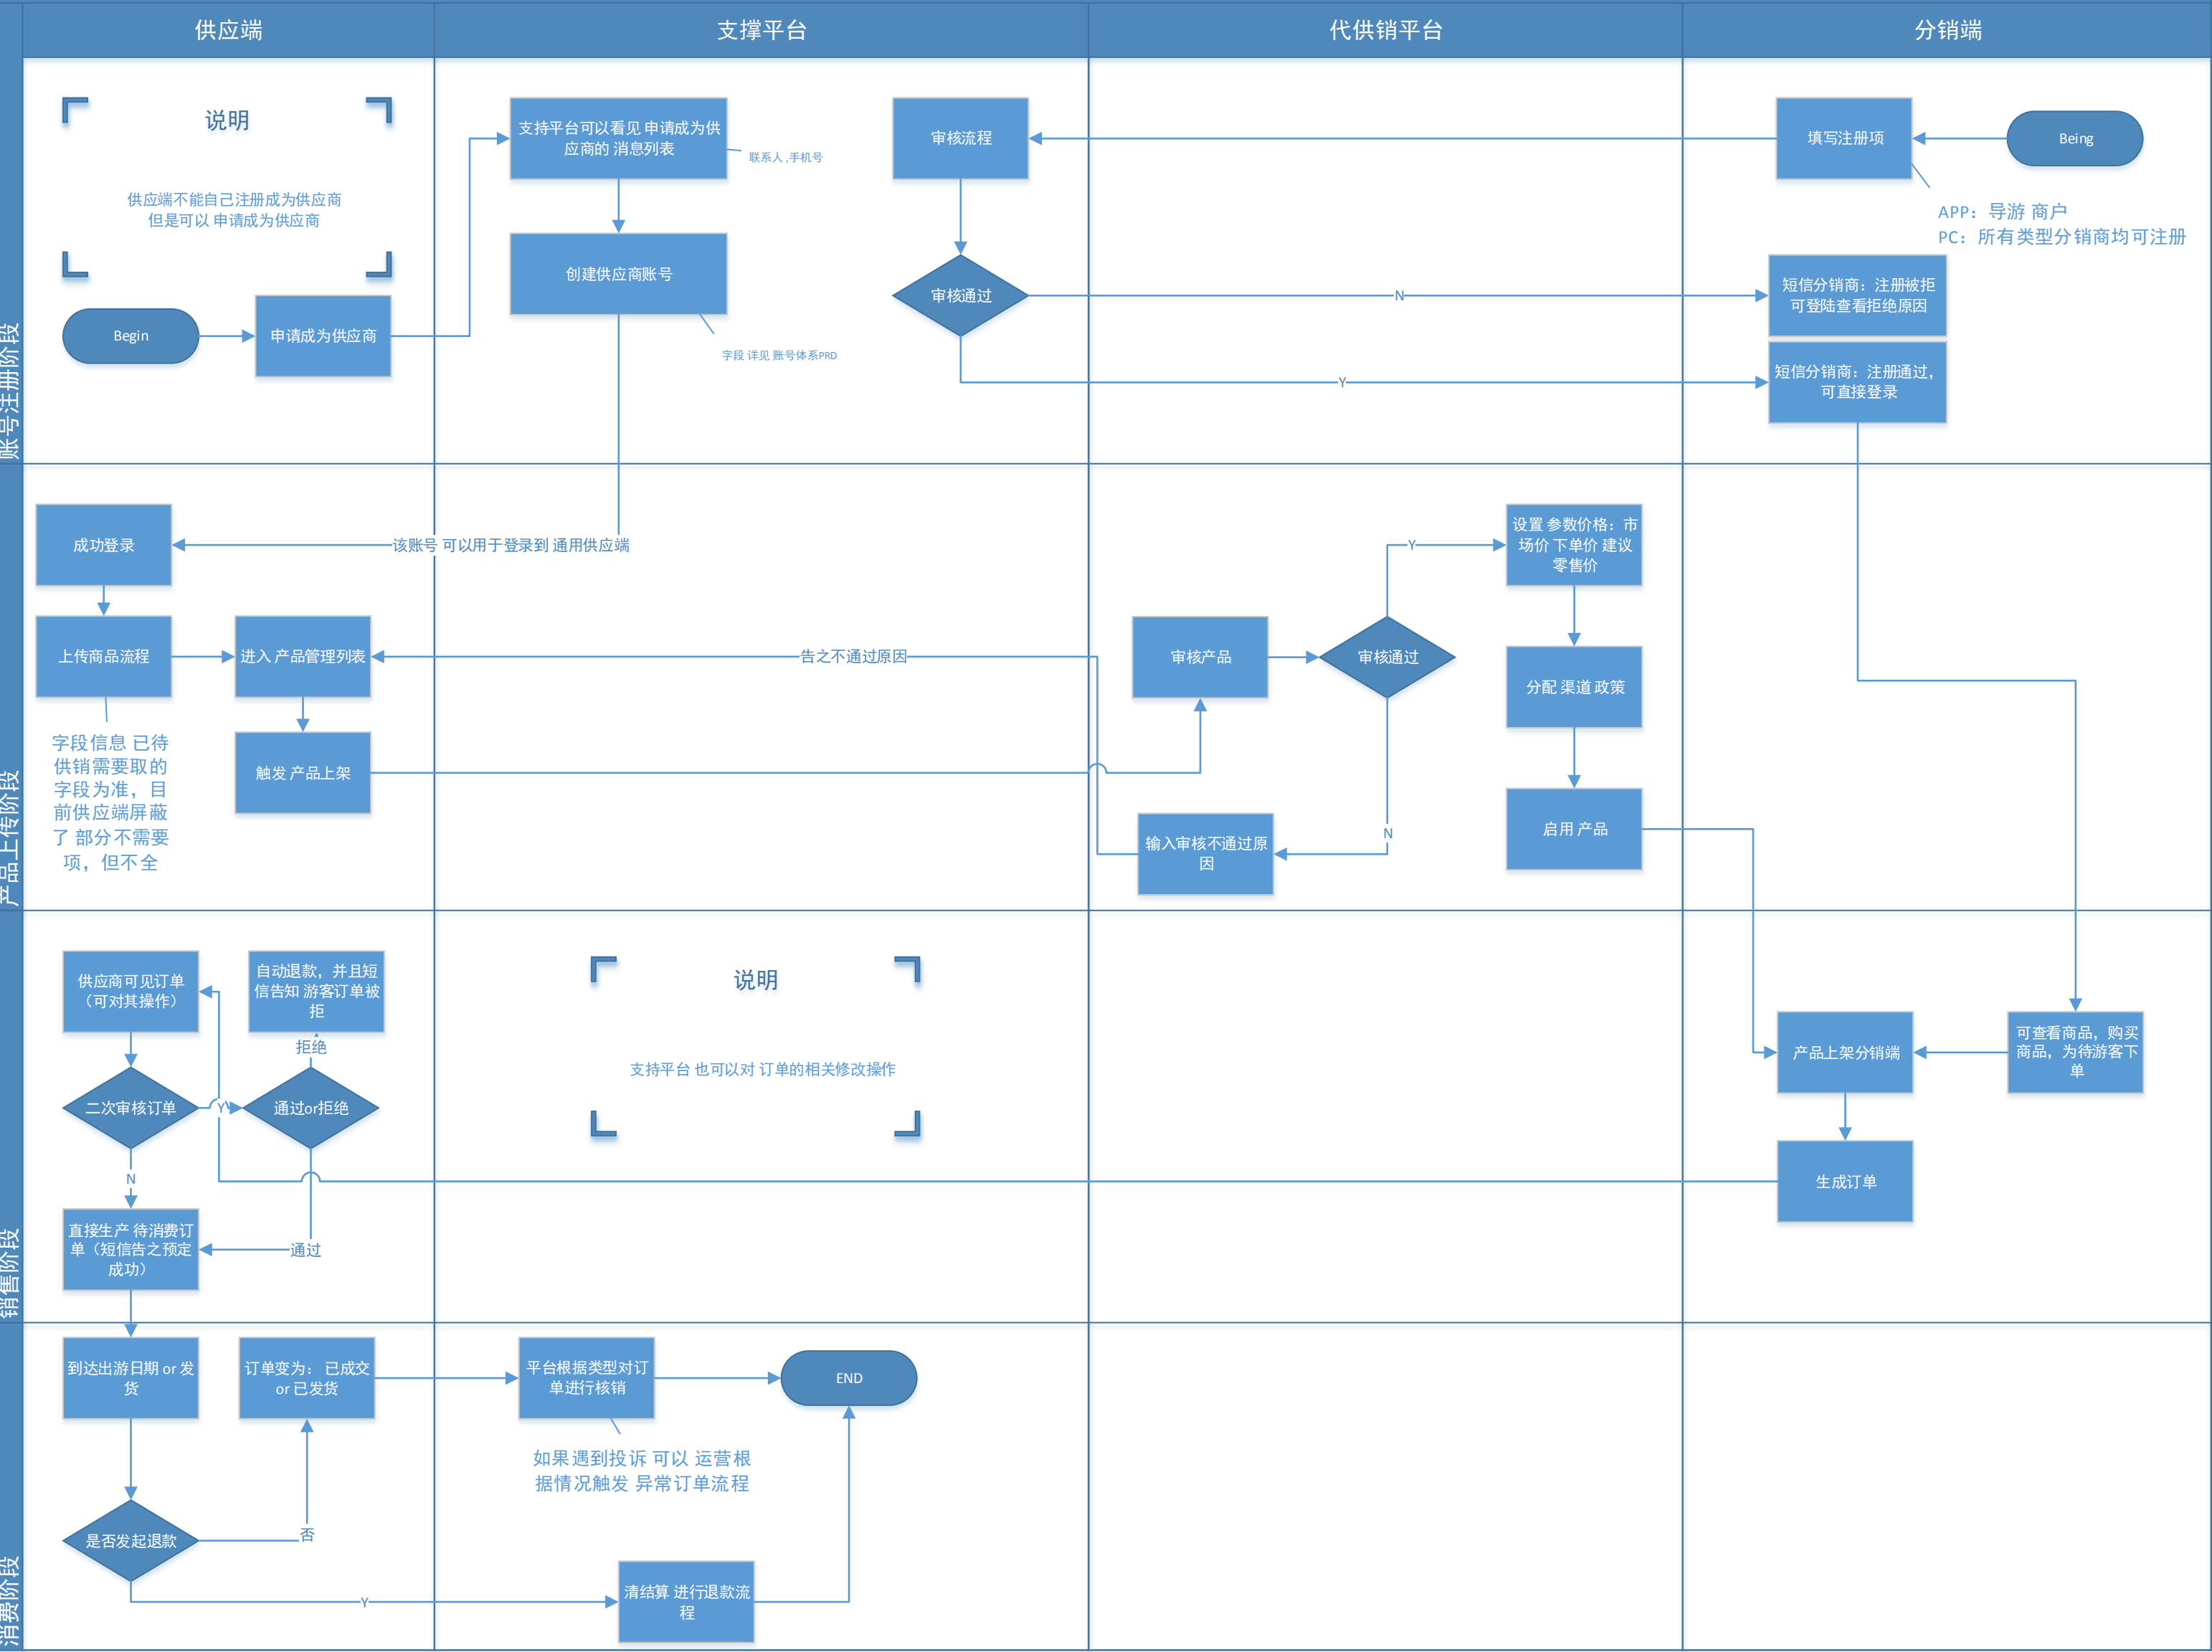 供应端
支撑平台
代供销平台
分销端
账号注册阶段
说明
供应端不能自己注册成为供应商
但是可以 申请成为供应商
Begin
申请成为供应商
支持平台可以看见 申请成为供
应商的 消息列表
联系人 ,手机号
创建供应商账号
字段 详见 账号体系PRD
审核流程
审核通过
N
Y
填写注册项
Being
APP：导游 商户
PC：所有类型分销商均可注册
短信分销商：注册被拒
可登陆查看拒绝原因
短信分销商：注册通过，
可直接登录
产品上传阶段
成功登录
该账号 可以用于登录到 通用供应端
上传商品流程
进入 产品管理列表
告之不通过原因
字段信息 已待
供销需要取的
字段为准，目
前供应端屏蔽
了 部分不需要
项，但不全
触发 产品上架
审核产品
审核通过
Y
N
输入审核不通过原
因
设置 参数价格：市
场价 下单价 建议
零售价
分配 渠道 政策
启用 产品
销售阶段
供应商可见订单
（可对其操作）
自动退款，并且短
信告知 游客订单被
拒
拒绝
二次审核订单
Y
通过or拒绝
N
直接生产 待消费订
单（短信告之预定
成功）
通过
说明
支持平台 也可以对 订单的相关修改操作
产品上架分销端
可查看商品，购买
商品，为待游客下
单
生成订单
消费阶段
到达出游日期 or 发
货
订单变为： 已成交
or 已发货
平台根据类型对订
单进行核销
END
如果遇到投诉 可以 运营根
据情况触发 异常订单流程
是否发起退款
否
Y
清结算 进行退款流
程